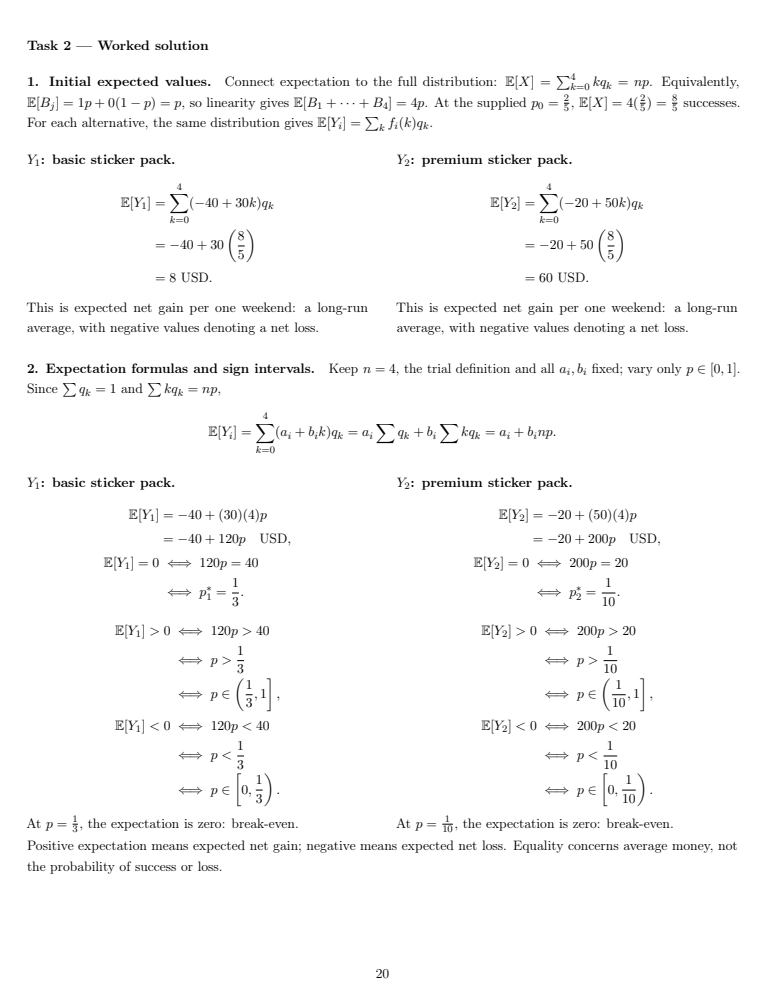 Task 2 — Worked solution
1. Initial expected values. Connect expectation to the full distribution: 𝔼[X] = ∑_{k=0}^{4} kq_k = np. Equivalently,
𝔼[B_j] = 1p + 0(1 − p) = p, so linearity gives 𝔼[B_1 + ··· + B_4] = 4p. At the supplied p_0 = 2/5, 𝔼[X] = 4(2/5) = 8/5 successes.
For each alternative, the same distribution gives 𝔼[Y_i] = ∑_k f_i(k)q_k.
Y_1: basic sticker pack.
𝔼[Y_1] = ∑_{k=0}^{4} (−40 + 30k)q_k
= −40 + 30 (8/5)
= 8 USD.
This is expected net gain per one weekend: a long-run
average, with negative values denoting a net loss.
Y_2: premium sticker pack.
𝔼[Y_2] = ∑_{k=0}^{4} (−20 + 50k)q_k
= −20 + 50 (8/5)
= 60 USD.
This is expected net gain per one weekend: a long-run
average, with negative values denoting a net loss.
2. Expectation formulas and sign intervals. Keep n = 4, the trial definition and all a_i, b_i fixed; vary only p ∈ [0, 1].
Since ∑ q_k = 1 and ∑ kq_k = np,
𝔼[Y_i] = ∑_{k=0}^{4} (a_i + b_i k)q_k = a_i ∑ q_k + b_i ∑ kq_k = a_i + b_i np.
Y_1: basic sticker pack.
𝔼[Y_1] = −40 + (30)(4)p
= −40 + 120p USD,
𝔼[Y_1] = 0 ⟺ 120p = 40
⟺ p_1^* = 1/3.
𝔼[Y_1] > 0 ⟺ 120p > 40
⟺ p > 1/3
⟺ p ∈ (1/3, 1],
𝔼[Y_1] < 0 ⟺ 120p < 40
⟺ p < 1/3
⟺ p ∈ [0, 1/3).
At p = 1/3, the expectation is zero: break-even.
Y_2: premium sticker pack.
𝔼[Y_2] = −20 + (50)(4)p
= −20 + 200p USD,
𝔼[Y_2] = 0 ⟺ 200p = 20
⟺ p_2^* = 1/10.
𝔼[Y_2] > 0 ⟺ 200p > 20
⟺ p > 1/10
⟺ p ∈ (1/10, 1],
𝔼[Y_2] < 0 ⟺ 200p < 20
⟺ p < 1/10
⟺ p ∈ [0, 1/10).
At p = 1/10, the expectation is zero: break-even.
Positive expectation means expected net gain; negative means expected net loss. Equality concerns average money, not
the probability of success or loss.
20